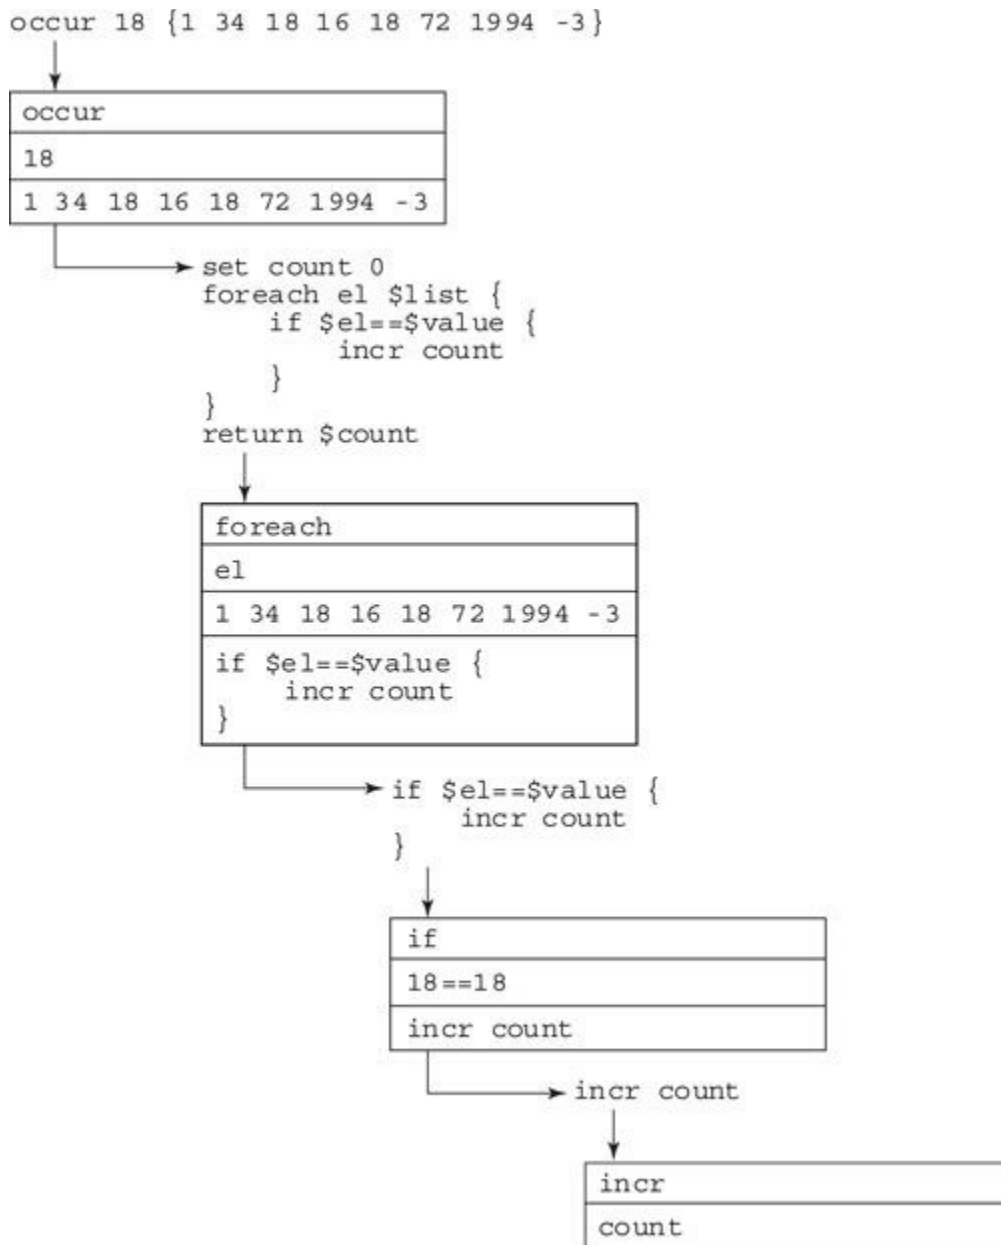 occur 18 {1 34 18 16 18 72 1994 -3}
occur
18
1 34 18 16 18 72 1994 -3
set count 0
foreach el $list {
    if $el==$value {
        incr count
    }
}
return $count
foreach
el
1 34 18 16 18 72 1994 -3
if $el==$value {
    incr count
}
if $el==$value {
    incr count
}
if
18==18
incr count
incr count
incr
count